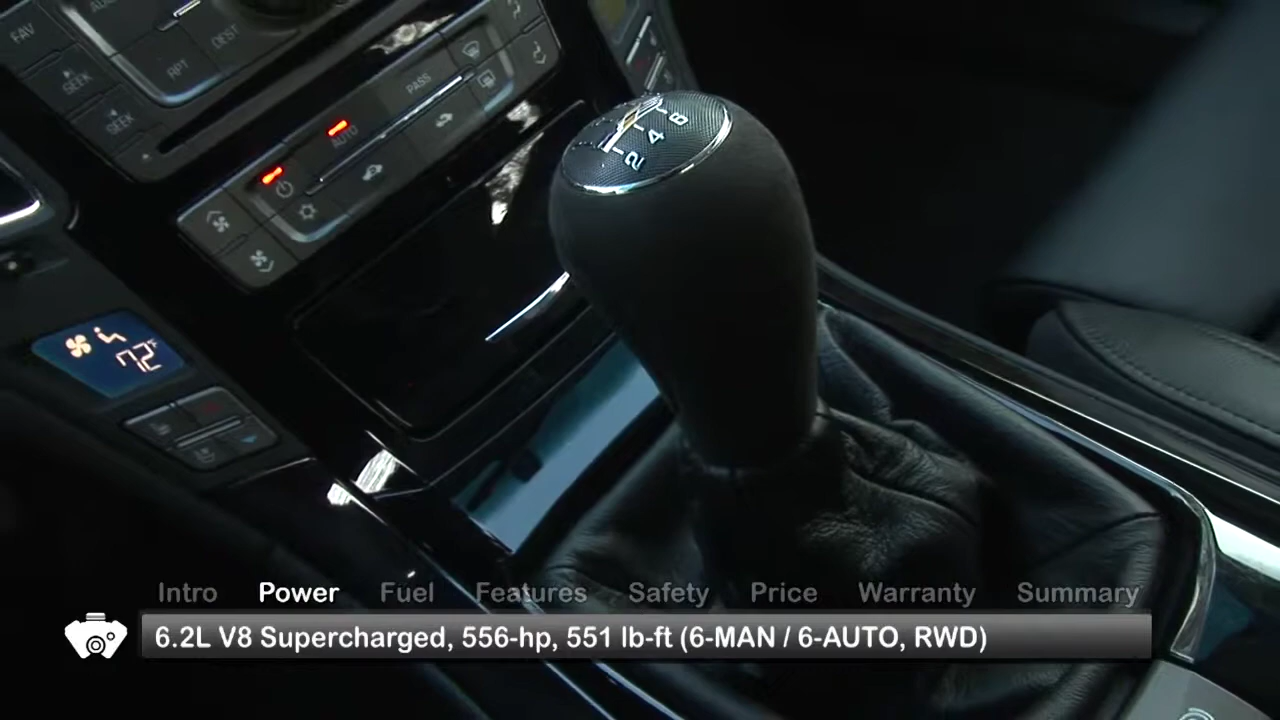 FAV
AUTO
DEST
RPT
SEEK
SEEK
PASS
AUTO
2 4 6
72°F
Intro Power Fuel Features Safety Price Warranty Summary
6.2L V8 Supercharged, 556-hp, 551 lb-ft (6-MAN / 6-AUTO, RWD)